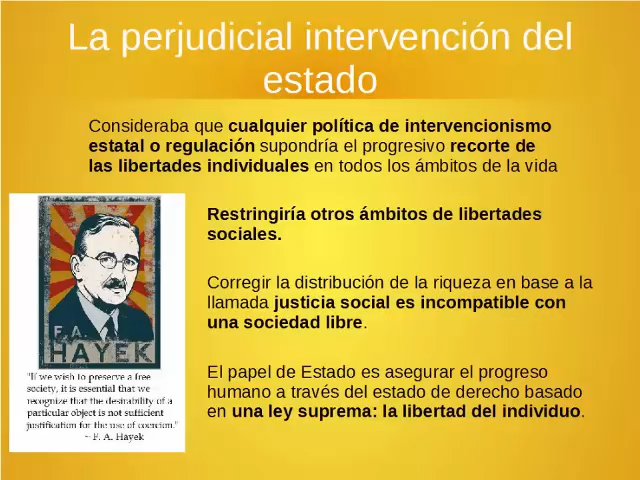 La perjudicial intervención del
estado
Consideraba que cualquier política de intervencionismo
estatal o regulación supondría el progresivo recorte de
las libertades individuales en todos los ámbitos de la vida
Restringiría otros ámbitos de libertades
sociales.
Corregir la distribución de la riqueza en base a la
llamada justicia social es incompatible con
una sociedad libre.
El papel de Estado es asegurar el progreso
humano a través del estado de derecho basado
en una ley suprema: la libertad del individuo.
F.A.
HAYEK
"If we wish to preserve a free
society, it is essential that we
recognize that the desirability of a
particular object is not sufficient
justification for the use of coercion."
~ F. A. Hayek